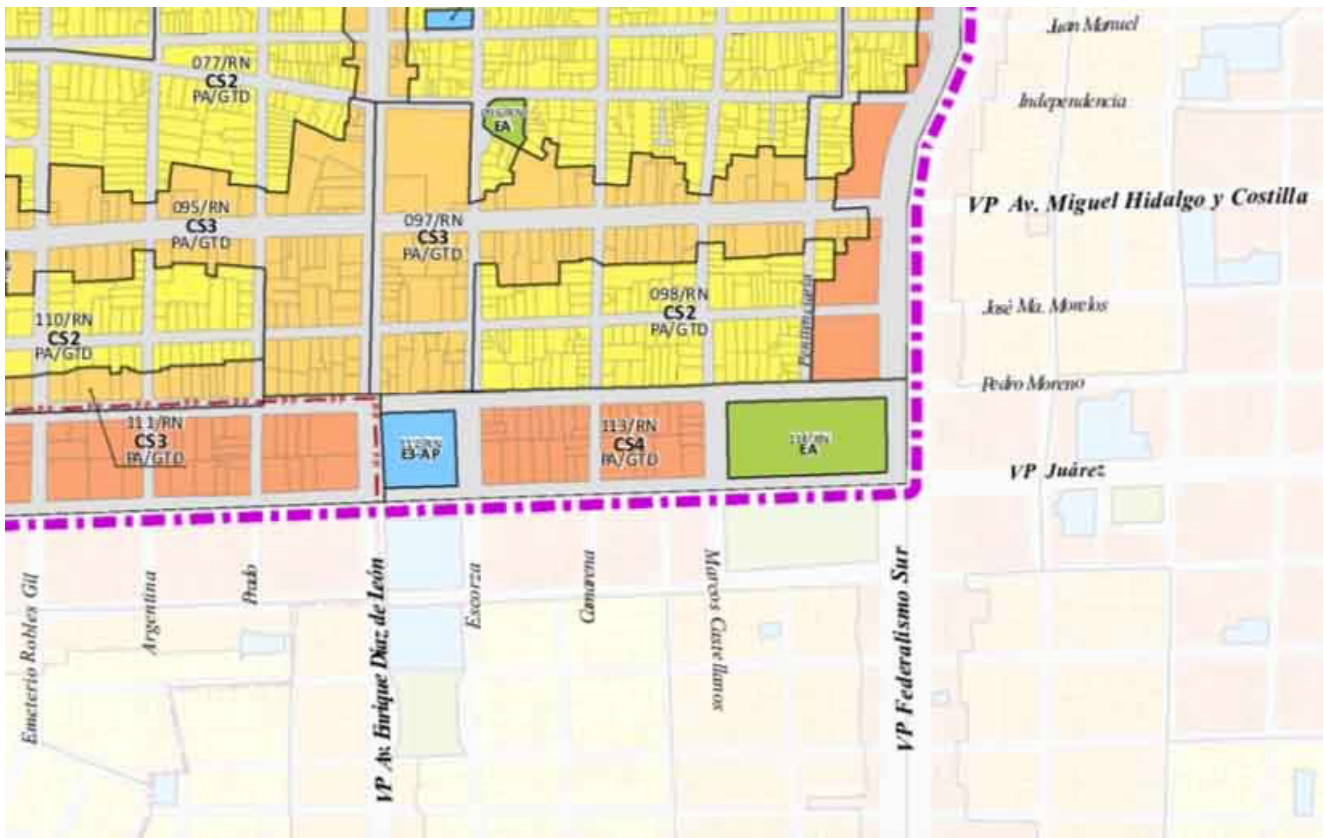 Juan Manuel
077/RN
CS2
PA/GTD
Independencia
EA
095/RN
CS3
PA/GTD
097/RN
CS3
PA/GTD
VP Av. Miguel Hidalgo y Costilla
098/RN
CS2
PA/GTD
Penitenciaria
José Ma. Morelos
110/RN
CS2
PA/GTD
Pedro Moreno
111/RN
CS3
PA/GTD
E3-AP
113/RN
CS4
PA/GTD
EA
VP Juárez
Emeterio Robles Gil
Argentina
Prado
VP Av. Enrique Díaz de León
Escorza
Camarena
Marcos Castellanos
VP Federalismo Sur